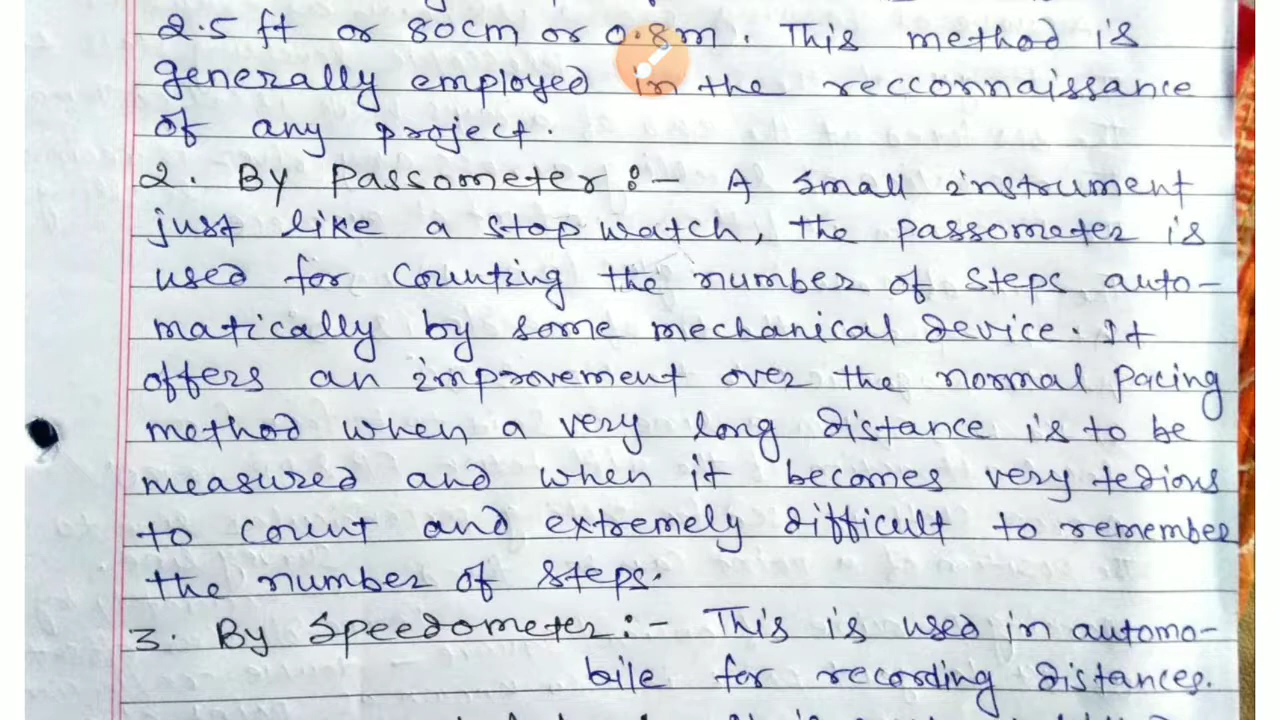 2.5 ft or 80cm or 0.8m. This method is
generally employed in the reccornaissance
of any project.
2. By Passometer :- A small instrument
just like a stop watch, the passometer is
used for counting the number of steps auto-
matically by some mechanical device. It
offers an improvement over the normal pacing
method when a very long distance is to be
measured and when it becomes very tedious
to count and extremely difficult to remember
the number of steps.
3. By Speedometer :- This is used in automo-
bile for recording distances.